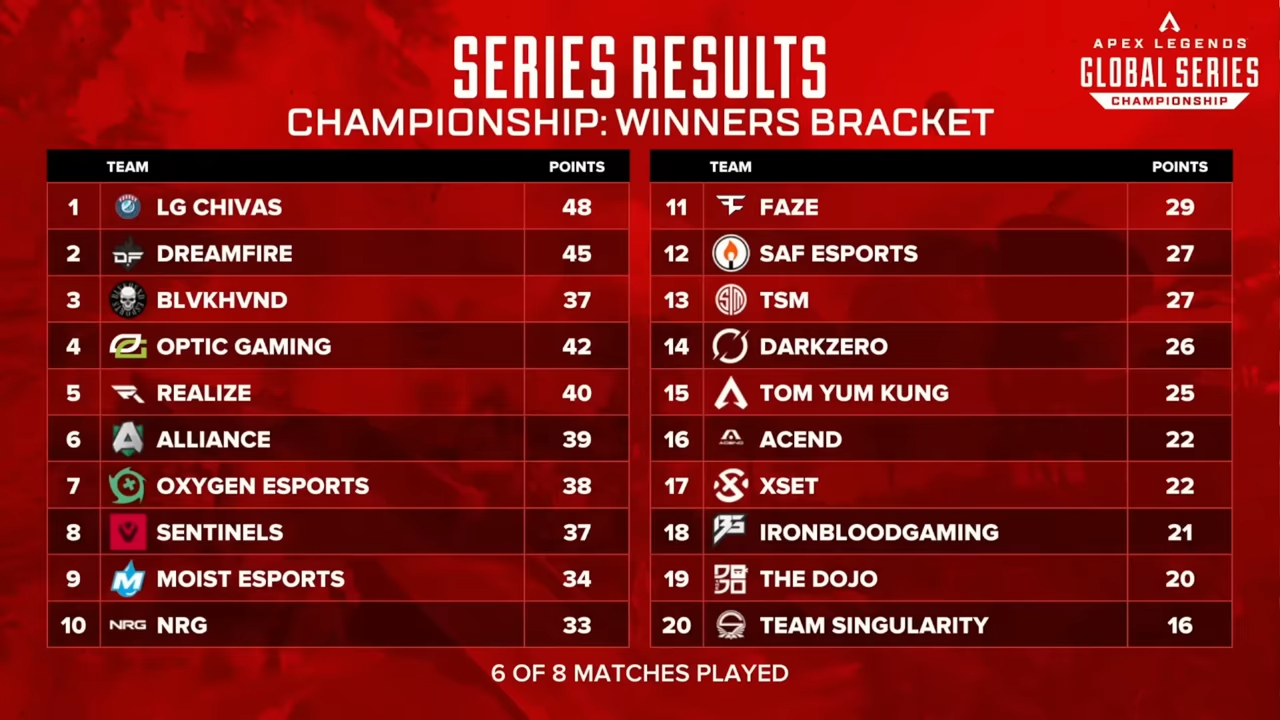 SERIES RESULTS
CHAMPIONSHIP: WINNERS BRACKET
APEX LEGENDS
GLOBAL SERIES
CHAMPIONSHIP
TEAM POINTS
1 LG CHIVAS 48
2 DREAMFIRE 45
3 BLVKHVND 37
4 OPTIC GAMING 42
5 REALIZE 40
6 ALLIANCE 39
7 OXYGEN ESPORTS 38
8 SENTINELS 37
9 MOIST ESPORTS 34
10 NRG NRG 33
TEAM POINTS
11 FAZE 29
12 SAF ESPORTS 27
13 TSM TSM 27
14 DARKZERO 26
15 TOM YUM KUNG 25
16 ACEND 22
17 XSET 22
18 IRONBLOODGAMING 21
19 THE DOJO 20
20 TEAM SINGULARITY 16
6 OF 8 MATCHES PLAYED